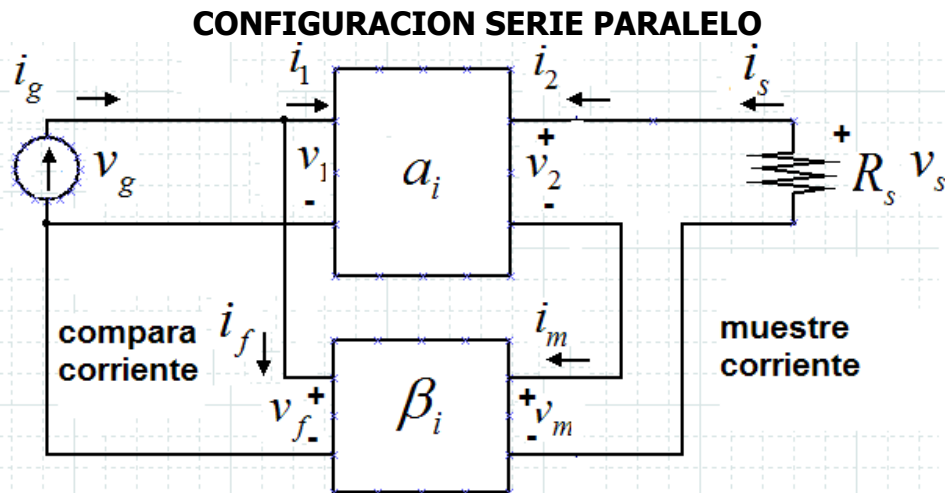 CONFIGURACION SERIE PARALELO
i_g
i_1
i_2
i_s
v_g
v_1
-
a_i
+
v_2
-
+
R_s
v_s
compara
corriente
i_f
i_m
muestre
corriente
v_f
+
-
β_i
+
v_m
-